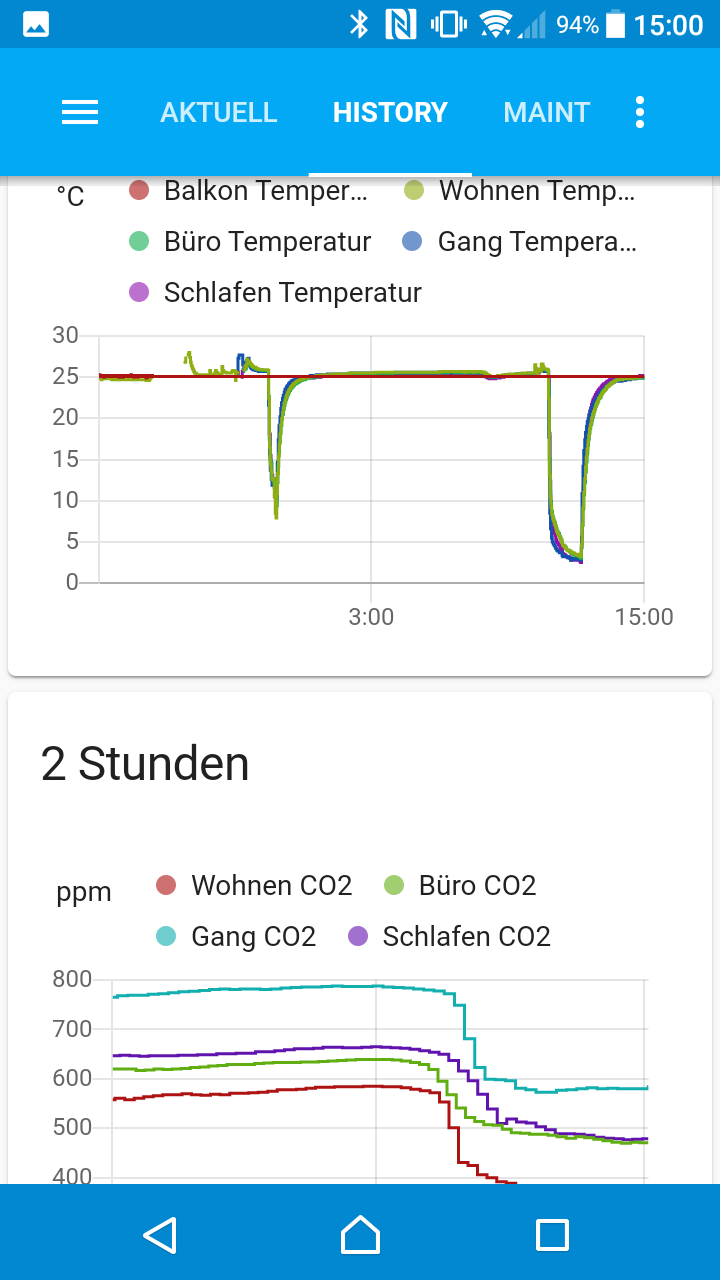 94% 15:00
AKTUELL HISTORY MAINT
°C Balkon Temper... Wohnen Temp...
Büro Temperatur Gang Tempera...
Schlafen Temperatur
30
25
20
15
10
5
0
3:00 15:00
2 Stunden
ppm Wohnen CO2 Büro CO2
Gang CO2 Schlafen CO2
800
700
600
500
400